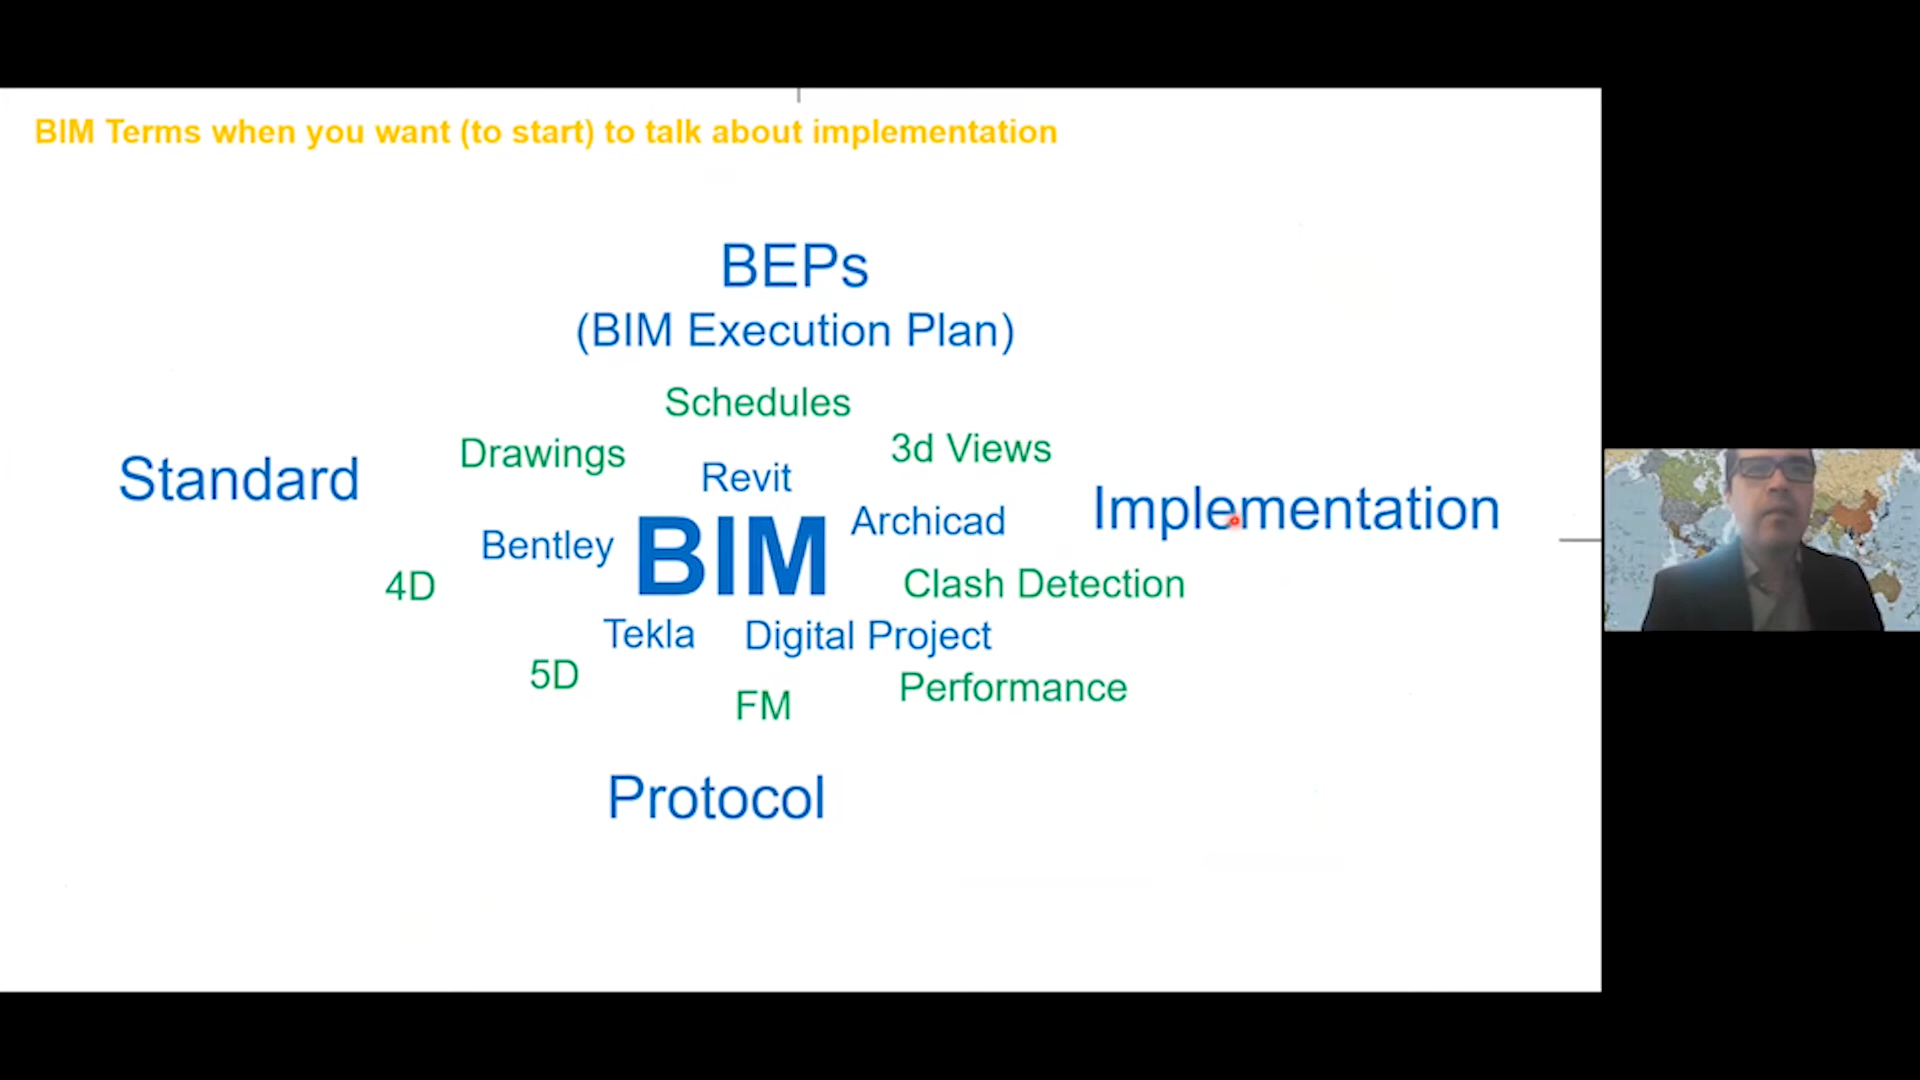 BIM Terms when you want (to start) to talk about implementation
BEPs
(BIM Execution Plan)
Schedules
Drawings
3d Views
Standard
Revit
Implementation
Archicad
Bentley
BIM
4D
Clash Detection
Tekla
Digital Project
5D
Performance
FM
Protocol